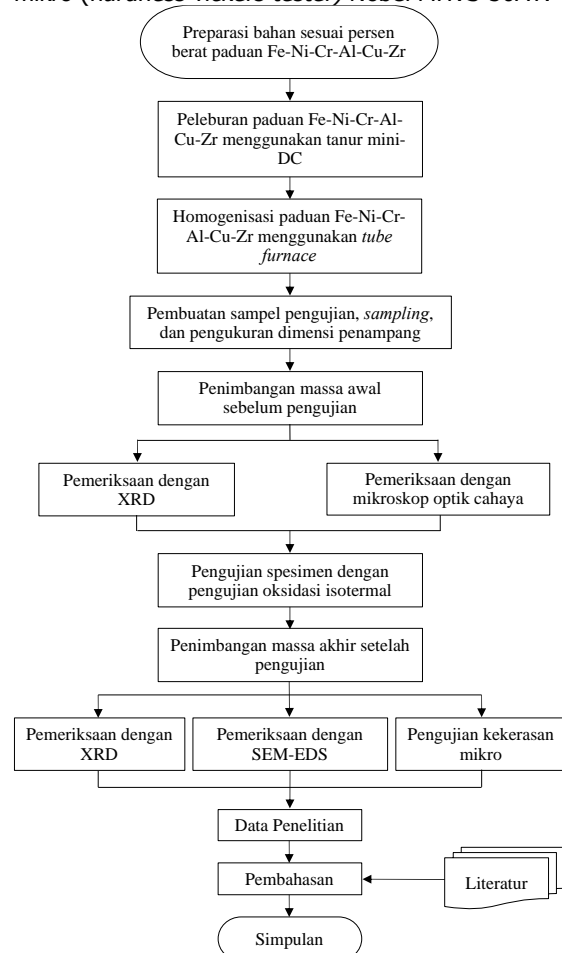 Preparasi bahan sesuai persen
berat paduan Fe-Ni-Cr-Al-Cu-Zr
Peleburan paduan Fe-Ni-Cr-Al-
Cu-Zr menggunakan tanur mini-
DC
Homogenisasi paduan Fe-Ni-Cr-
Al-Cu-Zr menggunakan tube
furnace
Pembuatan sampel pengujian, sampling,
dan pengukuran dimensi penampang
Penimbangan massa awal
sebelum pengujian
Pemeriksaan dengan
XRD
Pemeriksaan dengan
mikroskop optik cahaya
Pengujian spesimen dengan
pengujian oksidasi isotermal
Penimbangan massa akhir setelah
pengujian
Pemeriksaan dengan
XRD
Pemeriksaan dengan
SEM-EDS
Pengujian kekerasan
mikro
Data Penelitian
Pembahasan
Literatur
Simpulan